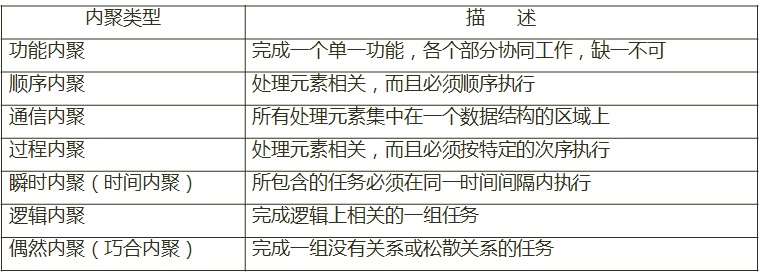 内聚类型 描 述
功能内聚 完成一个单一功能，各个部分协同工作，缺一不可
顺序内聚 处理元素相关，而且必须顺序执行
通信内聚 所有处理元素集中在一个数据结构的区域上
过程内聚 处理元素相关，而且必须按特定的次序执行
瞬时内聚（时间内聚） 所包含的任务必须在同一时间间隔内执行
逻辑内聚 完成逻辑上相关的一组任务
偶然内聚（巧合内聚） 完成一组没有关系或松散关系的任务